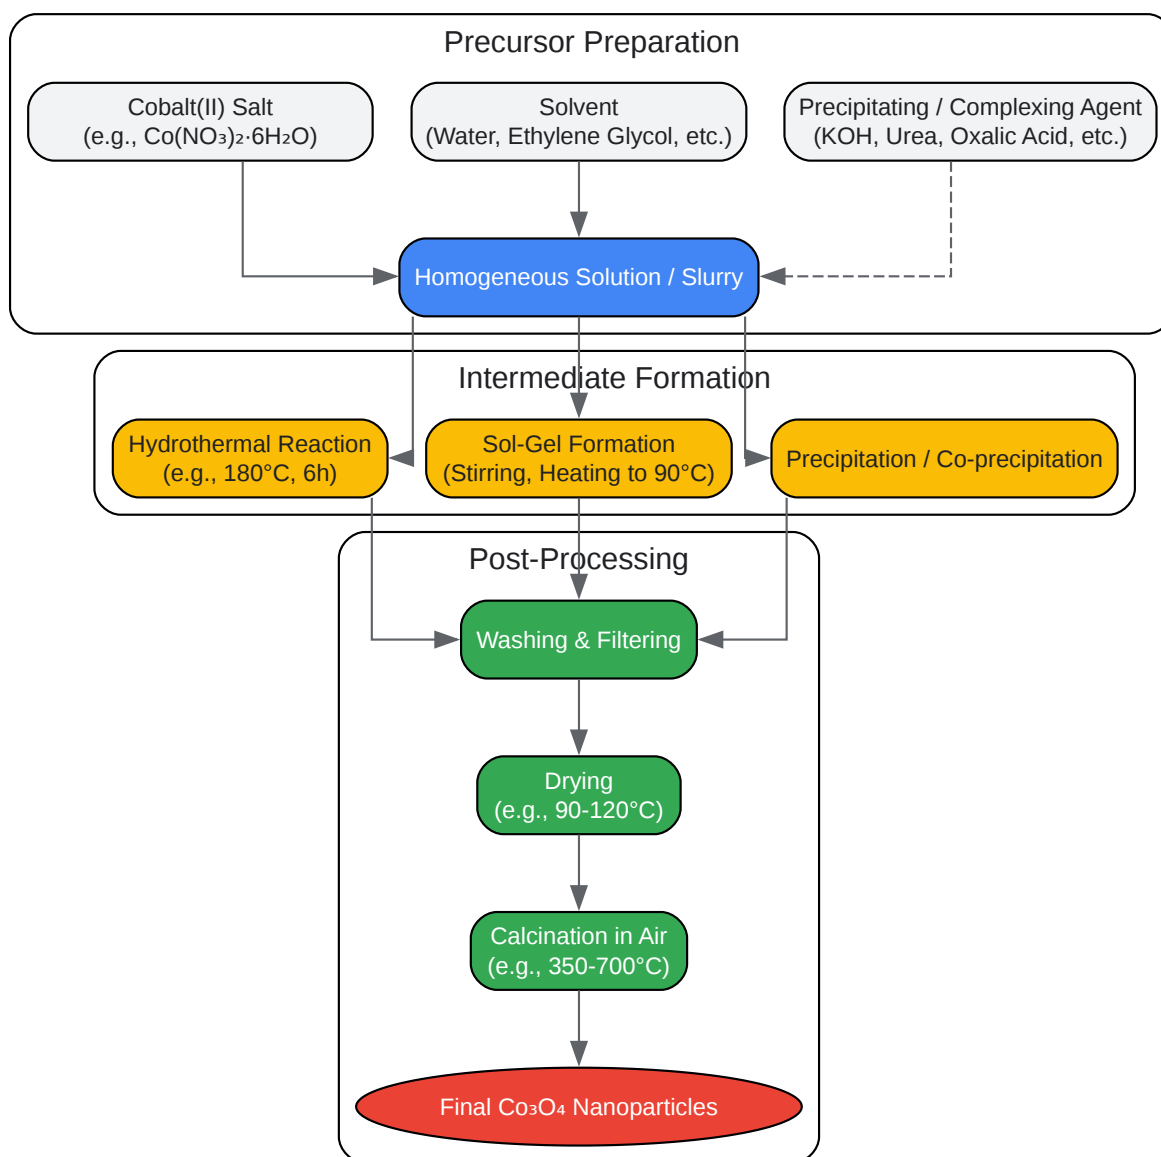 Precursor Preparation
Cobalt(II) Salt
(e.g., Co(NO₃)₂·6H₂O)
Solvent
(Water, Ethylene Glycol, etc.)
Precipitating / Complexing Agent
(KOH, Urea, Oxalic Acid, etc.)
Homogeneous Solution / Slurry
Intermediate Formation
Hydrothermal Reaction
(e.g., 180°C, 6h)
Sol-Gel Formation
(Stirring, Heating to 90°C)
Precipitation / Co-precipitation
Post-Processing
Washing & Filtering
Drying
(e.g., 90-120°C)
Calcination in Air
(e.g., 350-700°C)
Final Co₃O₄ Nanoparticles